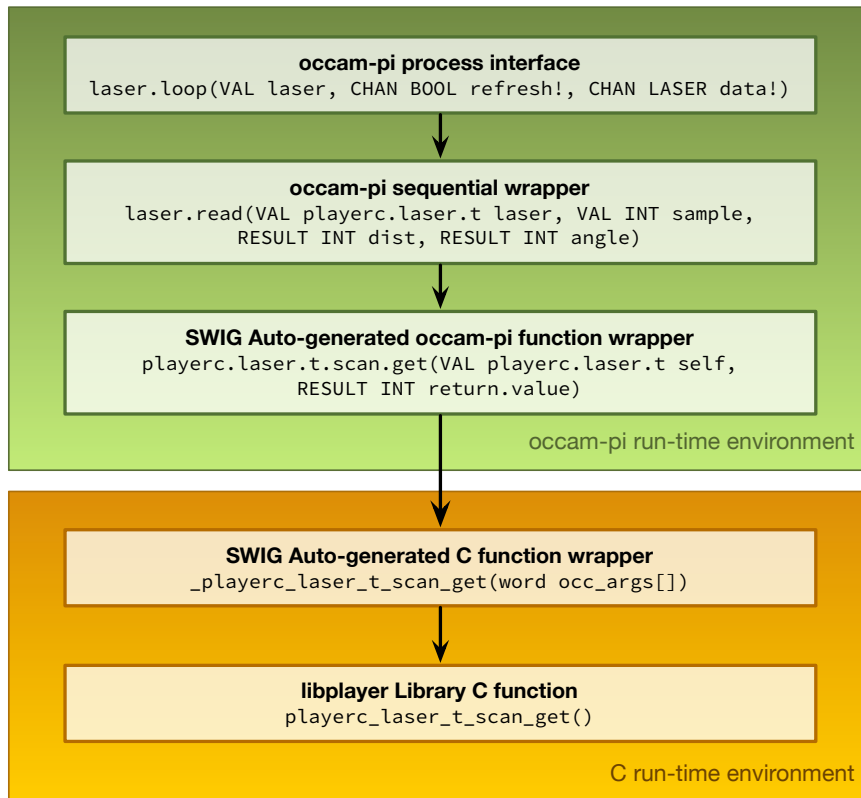 occam-pi process interface
laser.loop(VAL laser, CHAN BOOL refresh!, CHAN LASER data!)
occam-pi sequential wrapper
laser.read(VAL playerc.laser.t laser, VAL INT sample,
RESULT INT dist, RESULT INT angle)
SWIG Auto-generated occam-pi function wrapper
playerc.laser.t.scan.get(VAL playerc.laser.t self,
RESULT INT return.value)
occam-pi run-time environment
SWIG Auto-generated C function wrapper
_playerc_laser_t_scan_get(word occ_args[])
libplayer Library C function
playerc_laser_t_scan_get()
C run-time environment